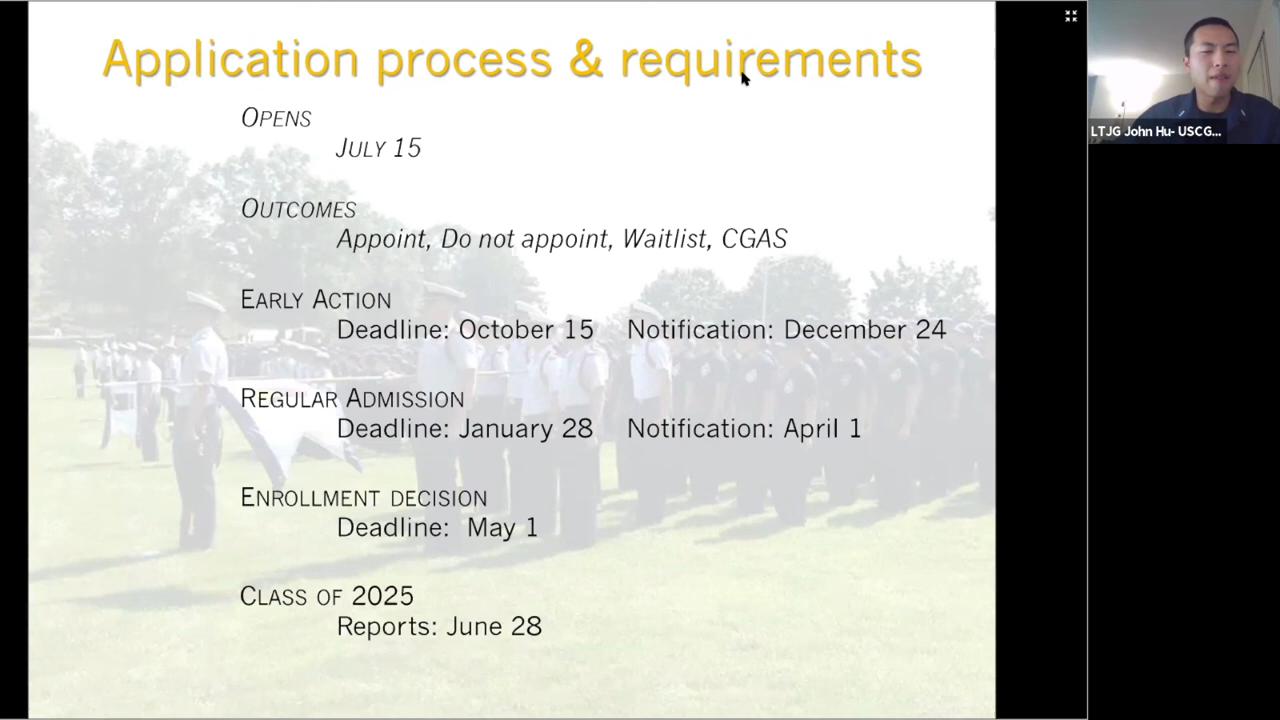 Application process & requirements
OPENS
JULY 15
OUTCOMES
Appoint, Do not appoint, Waitlist, CGAS
EARLY ACTION
Deadline: October 15 Notification: December 24
REGULAR ADMISSION
Deadline: January 28 Notification: April 1
ENROLLMENT DECISION
Deadline: May 1
CLASS OF 2025
Reports: June 28
LTJG John Hu- USCG...